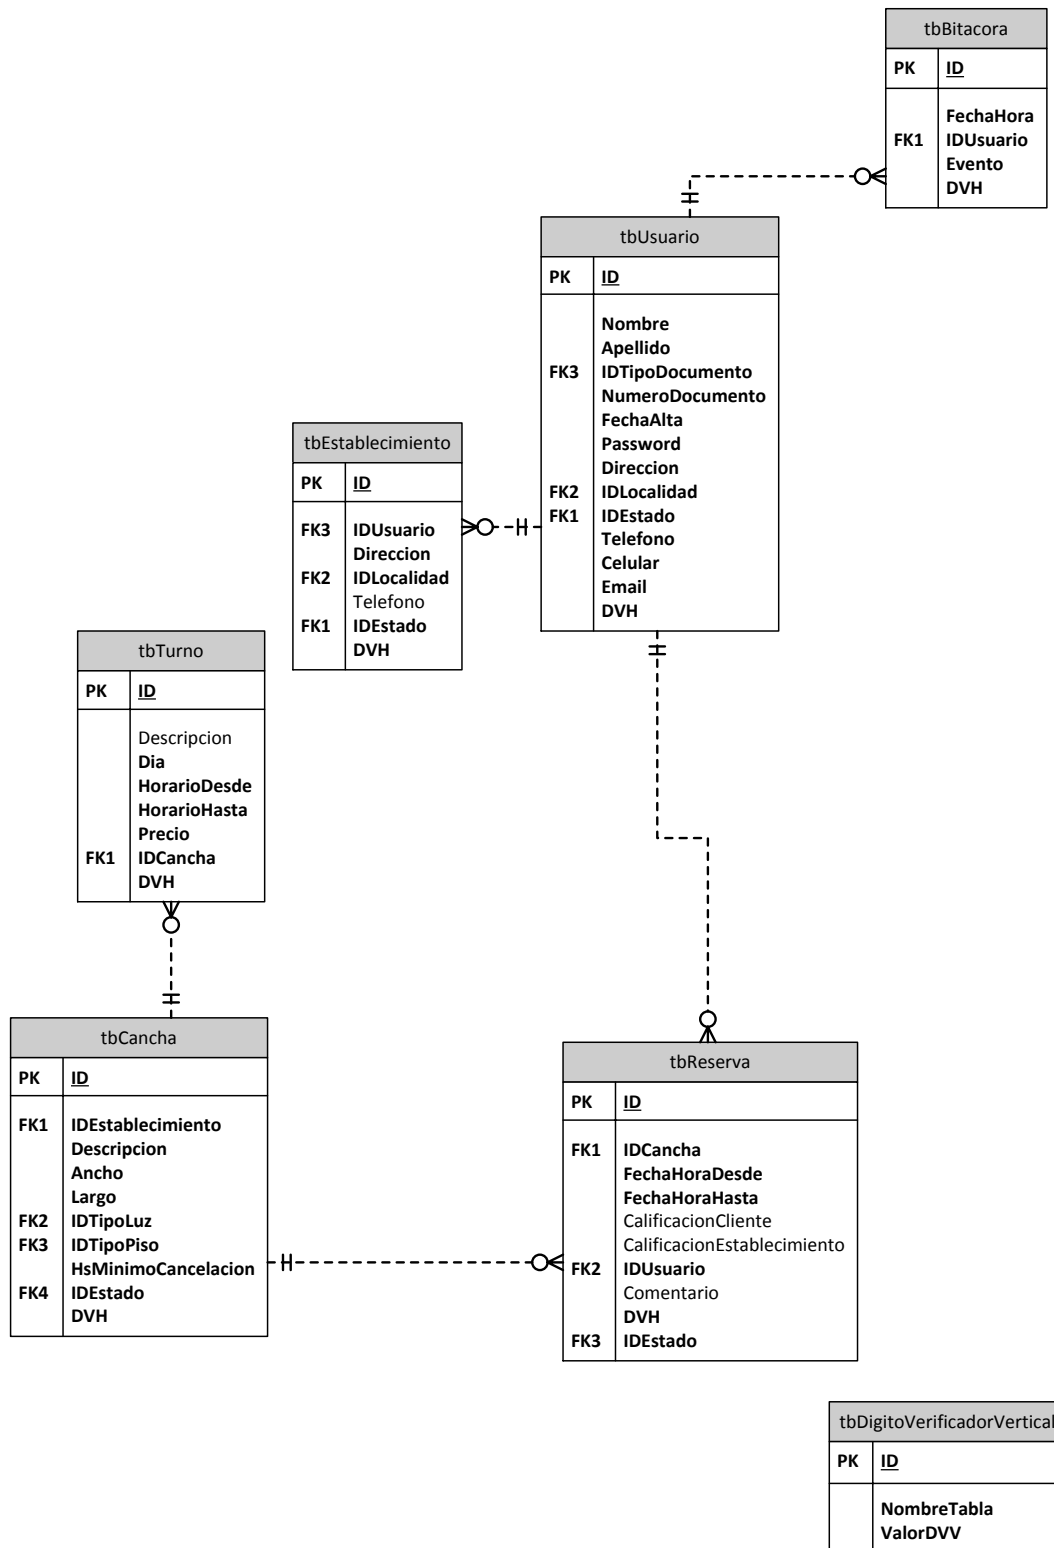 tbBitacora
PK ID
FechaHora
FK1 IDUsuario
Evento
DVH
tbUsuario
PK ID
Nombre
Apellido
FK3 IDTipoDocumento
NumeroDocumento
FechaAlta
Password
Direccion
FK2 IDLocalidad
FK1 IDEstado
Telefono
Celular
Email
DVH
tbEstablecimiento
PK ID
FK3 IDUsuario
Direccion
FK2 IDLocalidad
Telefono
FK1 IDEstado
DVH
tbTurno
PK ID
Descripcion
Dia
HorarioDesde
HorarioHasta
Precio
FK1 IDCancha
DVH
tbCancha
PK ID
FK1 IDEstablecimiento
Descripcion
Ancho
Largo
FK2 IDTipoLuz
FK3 IDTipoPiso
HsMinimoCancelacion
FK4 IDEstado
DVH
tbReserva
PK ID
FK1 IDCancha
FechaHoraDesde
FechaHoraHasta
CalificacionCliente
CalificacionEstablecimiento
FK2 IDUsuario
Comentario
DVH
FK3 IDEstado
tbDigitoVerificadorVertical
PK ID
NombreTabla
ValorDVV